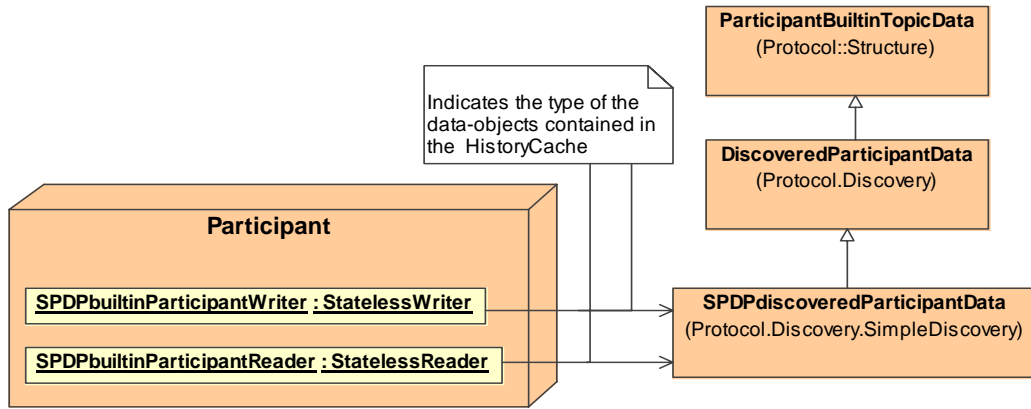 ParticipantBuiltinTopicData
(Protocol::Structure)
Indicates the type of the
data-objects contained in
the HistoryCache
DiscoveredParticipantData
(Protocol.Discovery)
Participant
SPDPbuiltinParticipantWriter : StatelessWriter
SPDPdiscoveredParticipantData
(Protocol.Discovery.SimpleDiscovery)
SPDPbuiltinParticipantReader : StatelessReader